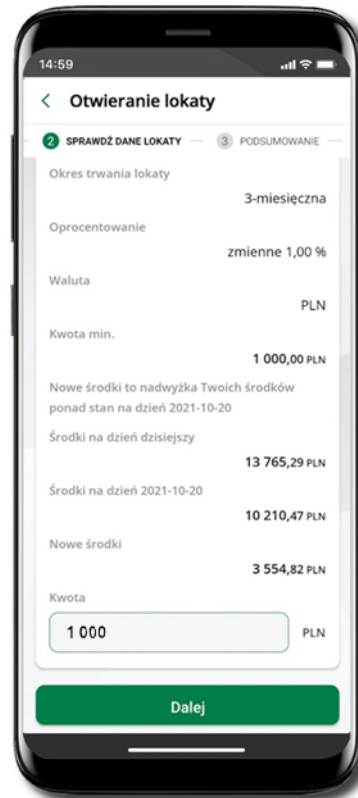 14:59
Otwieranie lokaty
2 SPRAWDŹ DANE LOKATY 3 PODSUMOWANIE
Okres trwania lokaty
3-miesięczna
Oprocentowanie
zmienne 1,00 %
Waluta
PLN
Kwota min.
1 000,00 PLN
Nowe środki to nadwyżka Twoich środków
ponad stan na dzień 2021-10-20
Środki na dzień dzisiejszy
13 765,29 PLN
Środki na dzień 2021-10-20
10 210,47 PLN
Nowe środki
3 554,82 PLN
Kwota
1 000 PLN
Dalej